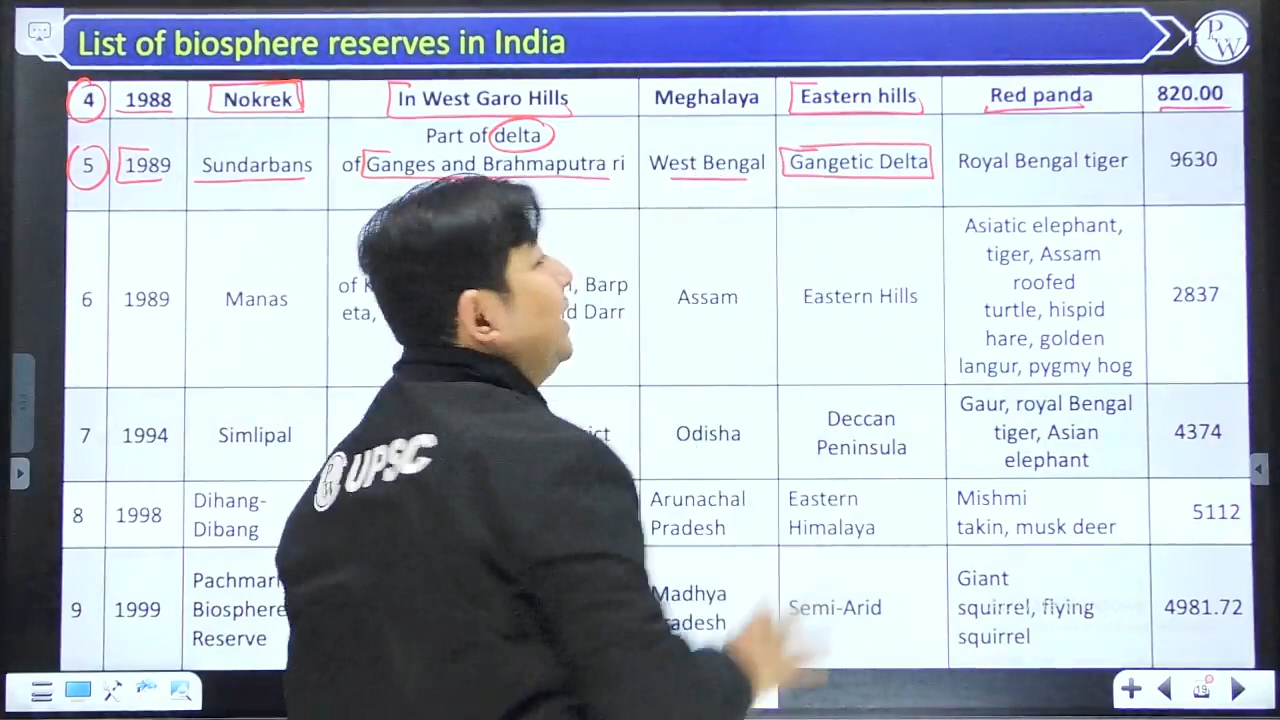 List of biosphere reserves in India
PW
4 1988 Nokrek In West Garo Hills Meghalaya Eastern hills Red panda 820.00
Part of delta
5 1989 Sundarbans of Ganges and Brahmaputra ri West Bengal Gangetic Delta Royal Bengal tiger 9630
6 1989 Manas of Barp
eta, Darr
Assam Eastern Hills
Asiatic elephant,
tiger, Assam
roofed
turtle, hispid
hare, golden
langur, pygmy hog
2837
7 1994 Simlipal Odisha
Deccan
Peninsula
Gaur, royal Bengal
tiger, Asian
elephant
4374
8 1998
Dihang-
Dibang
Arunachal
Pradesh
Eastern
Himalaya
Mishmi
takin, musk deer
5112
9 1999
Biosphere
Reserve
Madhya
Semi-Arid
Giant
squirrel, flying
squirrel
4981.72
UPSC
19